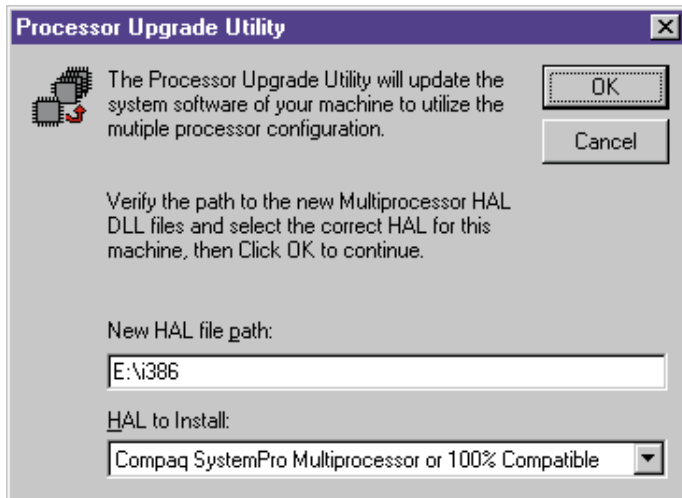 Processor Upgrade Utility
The Processor Upgrade Utility will update the
system software of your machine to utilize the
mutiple processor configuration.
OK
Cancel
Verify the path to the new Multiprocessor HAL
DLL files and select the correct HAL for this
machine, then Click OK to continue.
New HAL file path:
E:\i386
HAL to Install:
Compaq SystemPro Multiprocessor or 100% Compatible